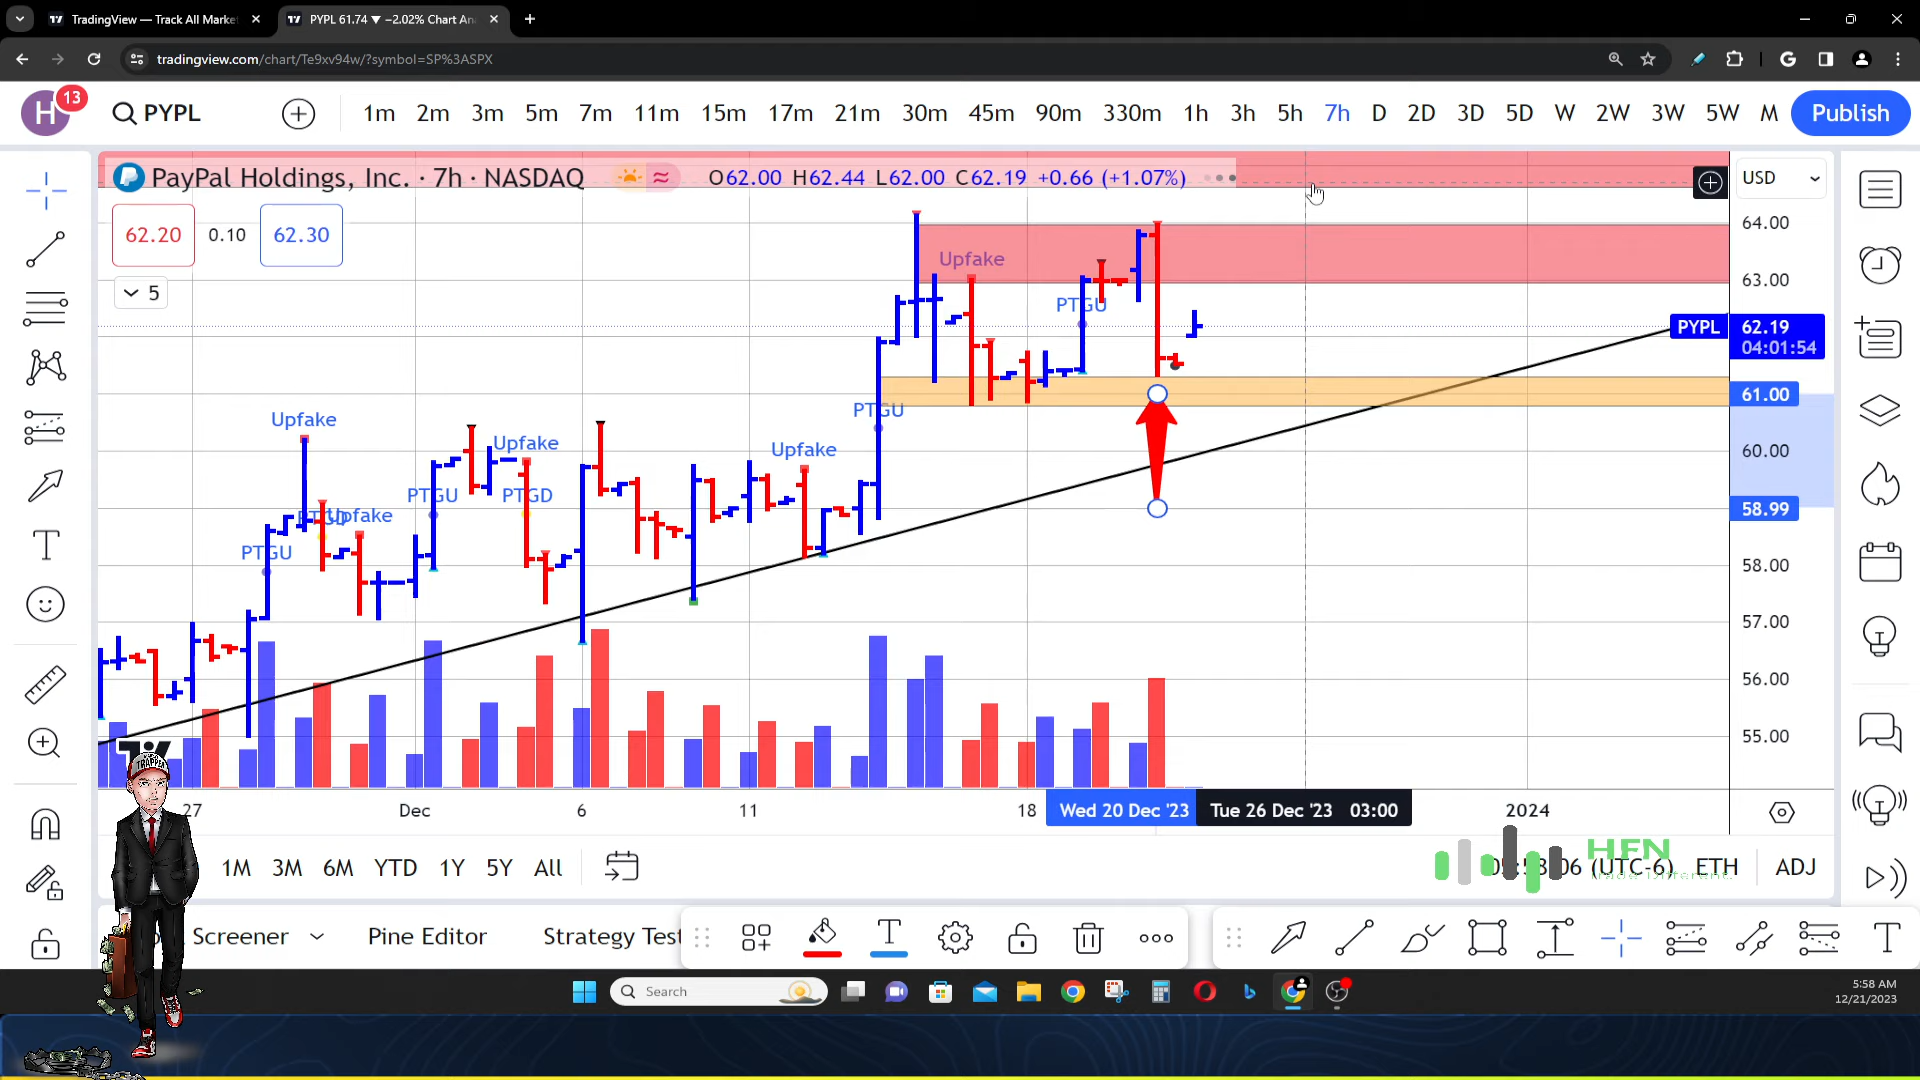 TradingView — Track All Marke
PYPL 61.74 ▼ −2.02% Chart An
tradingview.com/chart/Te9xv94w/?symbol=SP%3ASPX
H 13
PYPL
1m 2m 3m 5m 7m 11m 15m 17m 21m 30m 45m 90m 330m 1h 3h 5h 7h D 2D 3D 5D W 2W 3W 5W M
Publish
PayPal Holdings, Inc. · 7h · NASDAQ
O62.00 H62.44 L62.00 C62.19 +0.66 (+1.07%)
USD
62.20 0.10 62.30
5
64.00
Upfake
63.00
PTGU
PYPL 62.19
04:01:54
61.00
PTGU
Upfake
Upfake
Upfake
60.00
PTGU
PTGD
58.99
Upfake
PTGU
58.00
57.00
56.00
55.00
27 Dec 6 11 18 Wed 20 Dec '23 Tue 26 Dec '23 03:00 2024
TRAPPER
HFN
Trade Different.
1M 3M 6M YTD 1Y 5Y All
(UTC-6) ETH ADJ
Screener Pine Editor Strategy Test
Search
5:58 AM
12/21/2023